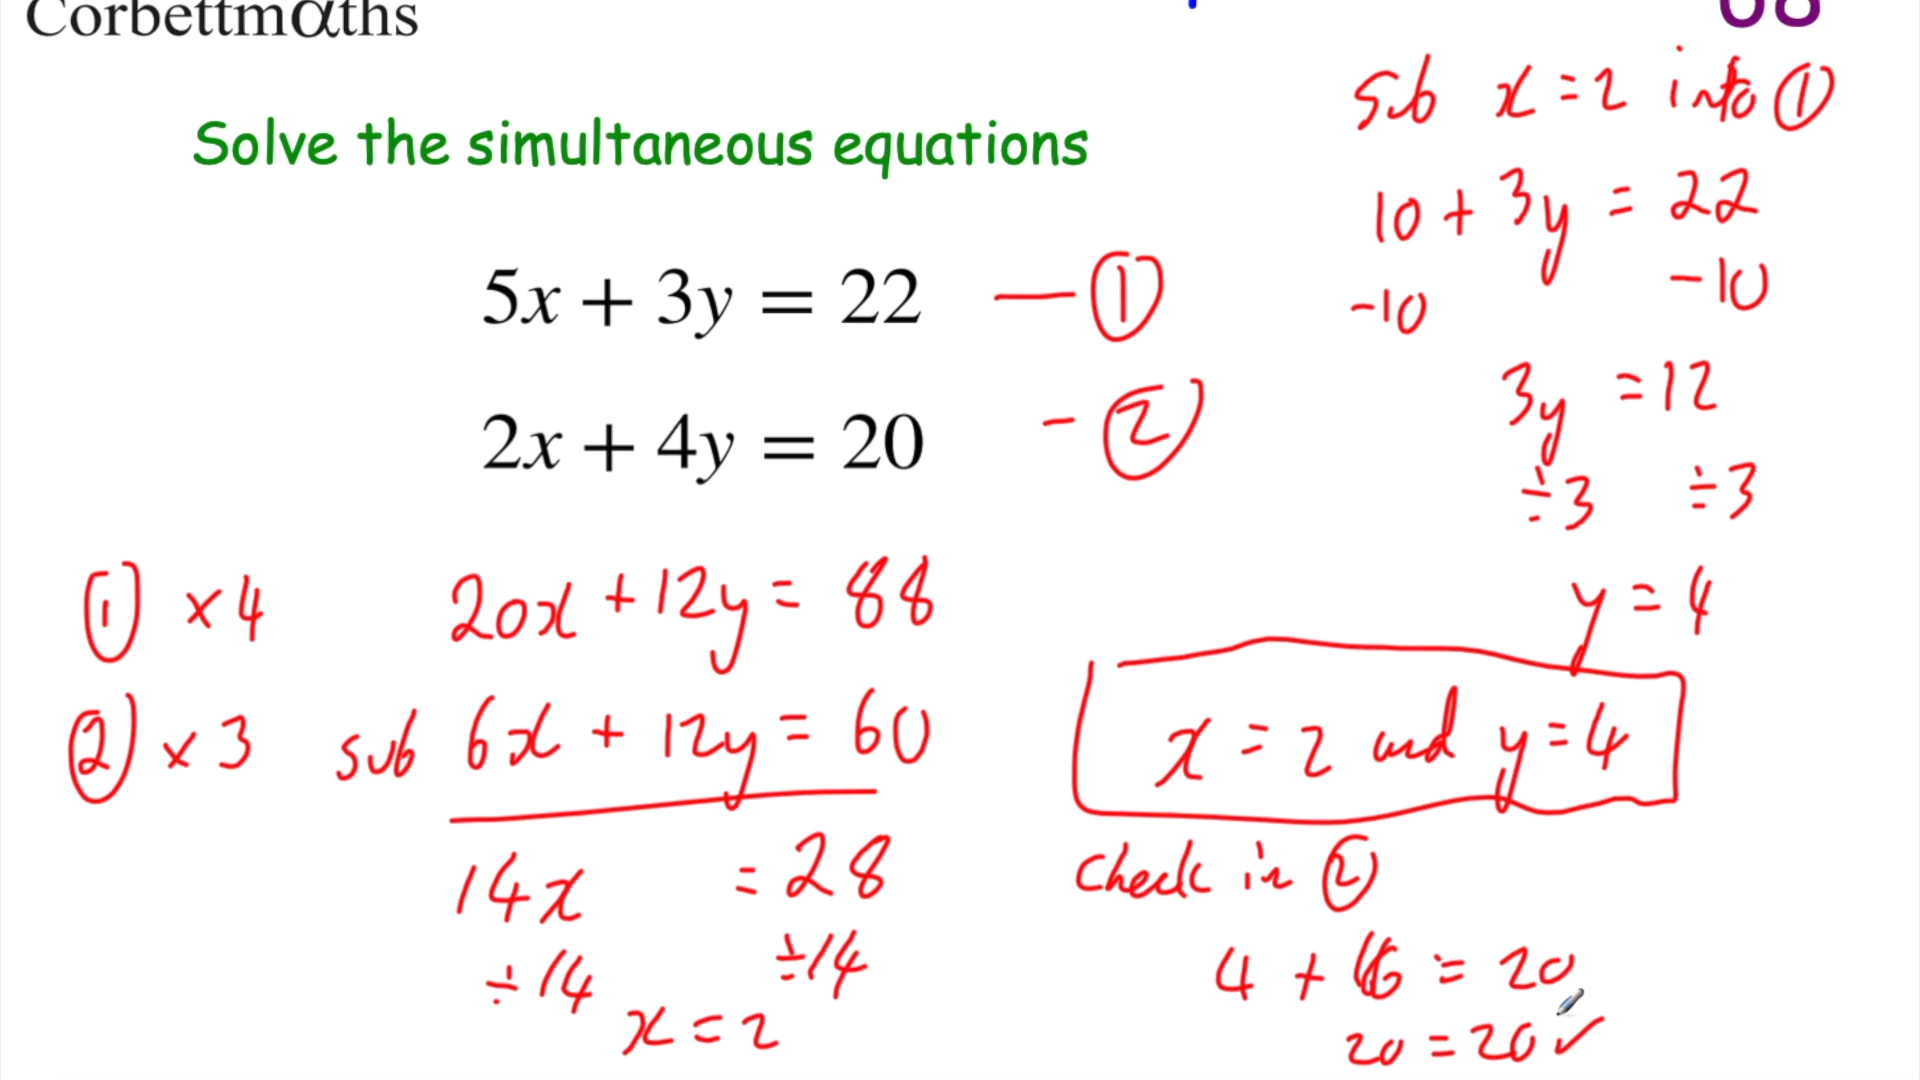 Corbettmαths
68
Solve the simultaneous equations
5x + 3y = 22 — ①
2x + 4y = 20 - ②
① × 4 20x + 12y = 88
② × 3 sub 6x + 12y = 60
14x = 28
÷14 ÷14
x = 2
sub x = 2 into ①
10 + 3y = 22
-10 -10
3y = 12
÷3 ÷3
y = 4
x = 2 and y = 4
Check in ②
4 + 16 = 20
20 = 20 ✓